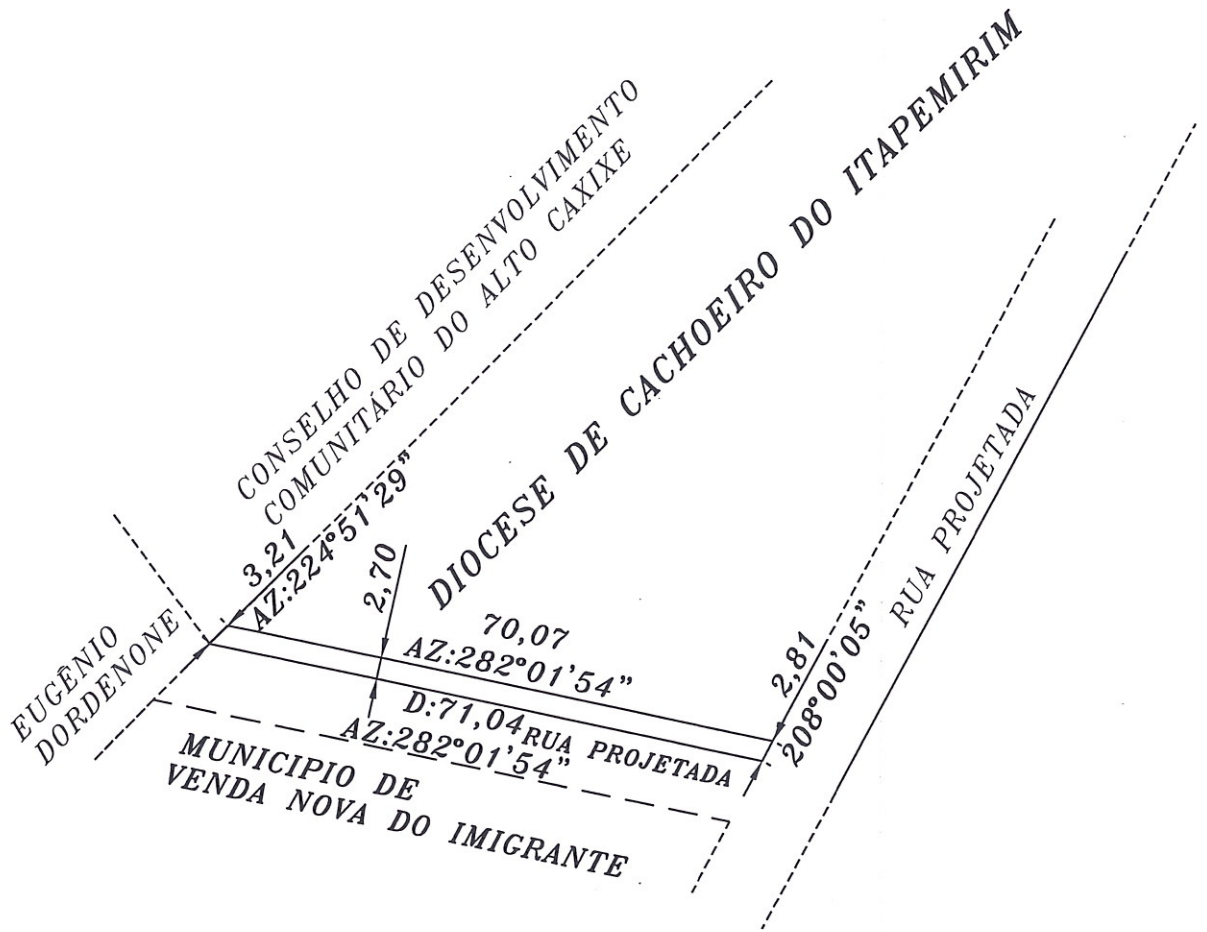 CONSELHO DE DESENVOLVIMENTO
COMUNITÁRIO DO ALTO CAXIXE
DIOCESE DE CACHOEIRO DO ITAPEMIRIM
RUA PROJETADA
3,21
AZ:224°51'29"
2,70
70,07
AZ:282°01'54"
2,81
208°00'05"
EUGÊNIO
DORDENONE
D:71,04
AZ:282°01'54"
RUA PROJETADA
MUNICIPIO DE
VENDA NOVA DO IMIGRANTE